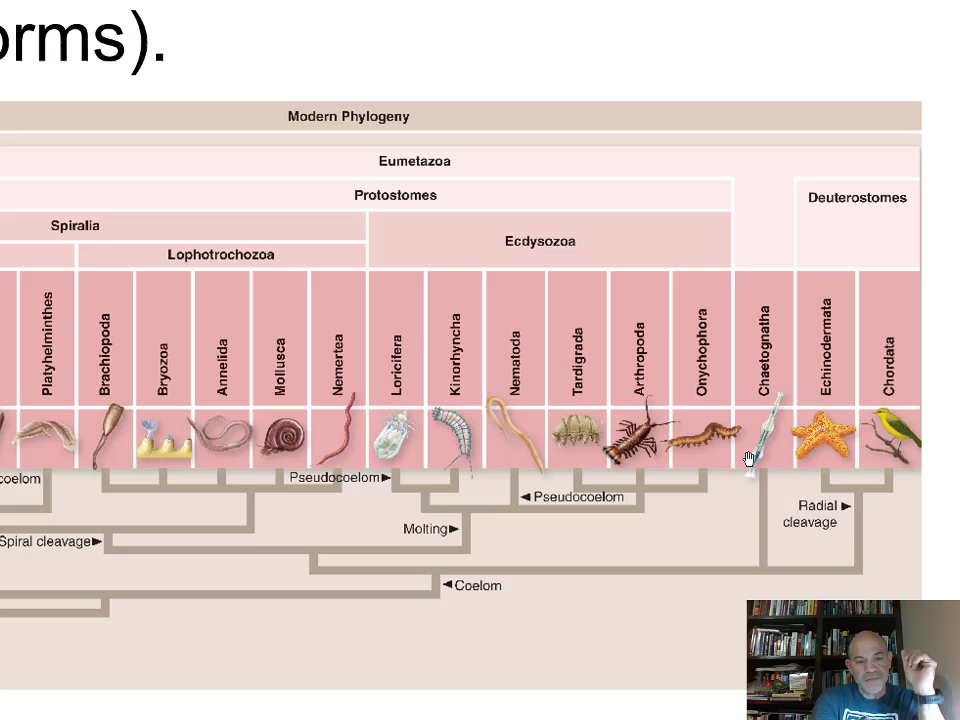 orms).
Modern Phylogeny
Eumetazoa
Protostomes
Deuterostomes
Spiralia
Ecdysozoa
Lophotrochozoa
Platyhelminthes
Brachiopoda
Bryozoa
Annelida
Mollusca
Nemertea
Loricifera
Kinorhyncha
Nematoda
Tardigrada
Arthropoda
Onychophora
Chaetognatha
Echinodermata
Chordata
coelom
Pseudocoelom
Pseudocoelom
Radial
cleavage
Molting
Spiral cleavage
Coelom